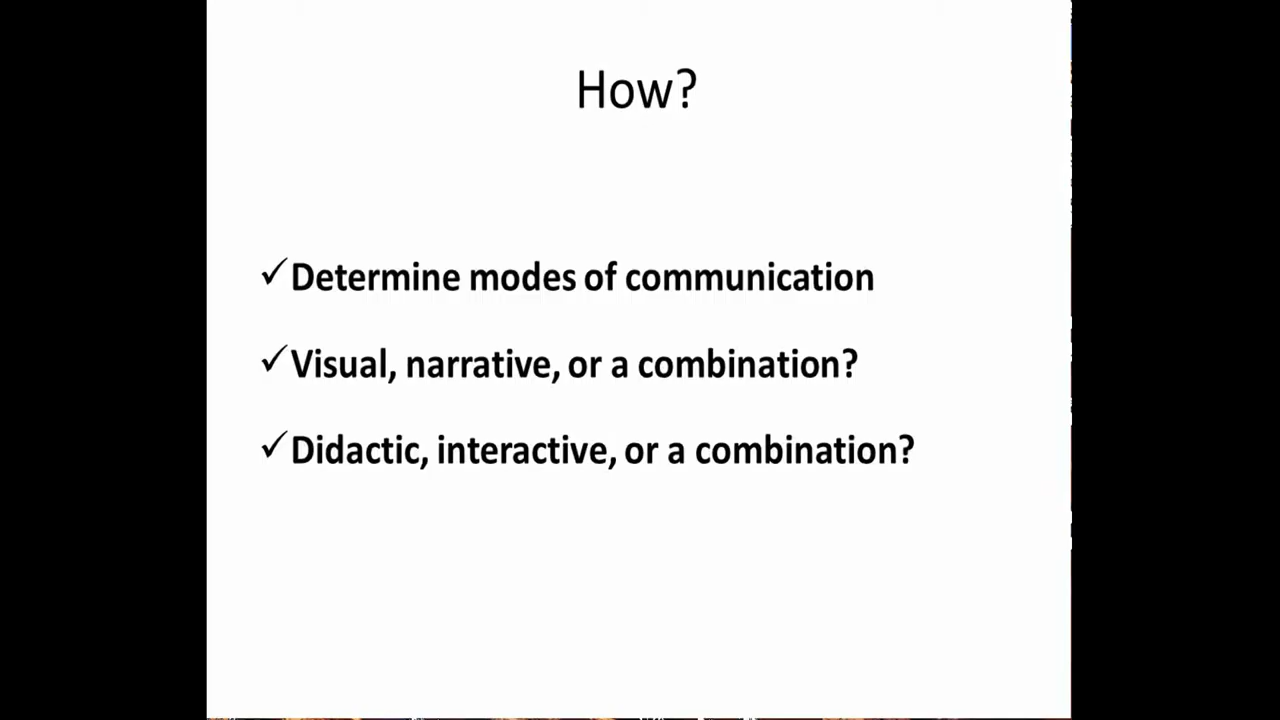 How?
✓Determine modes of communication
✓Visual, narrative, or a combination?
✓Didactic, interactive, or a combination?